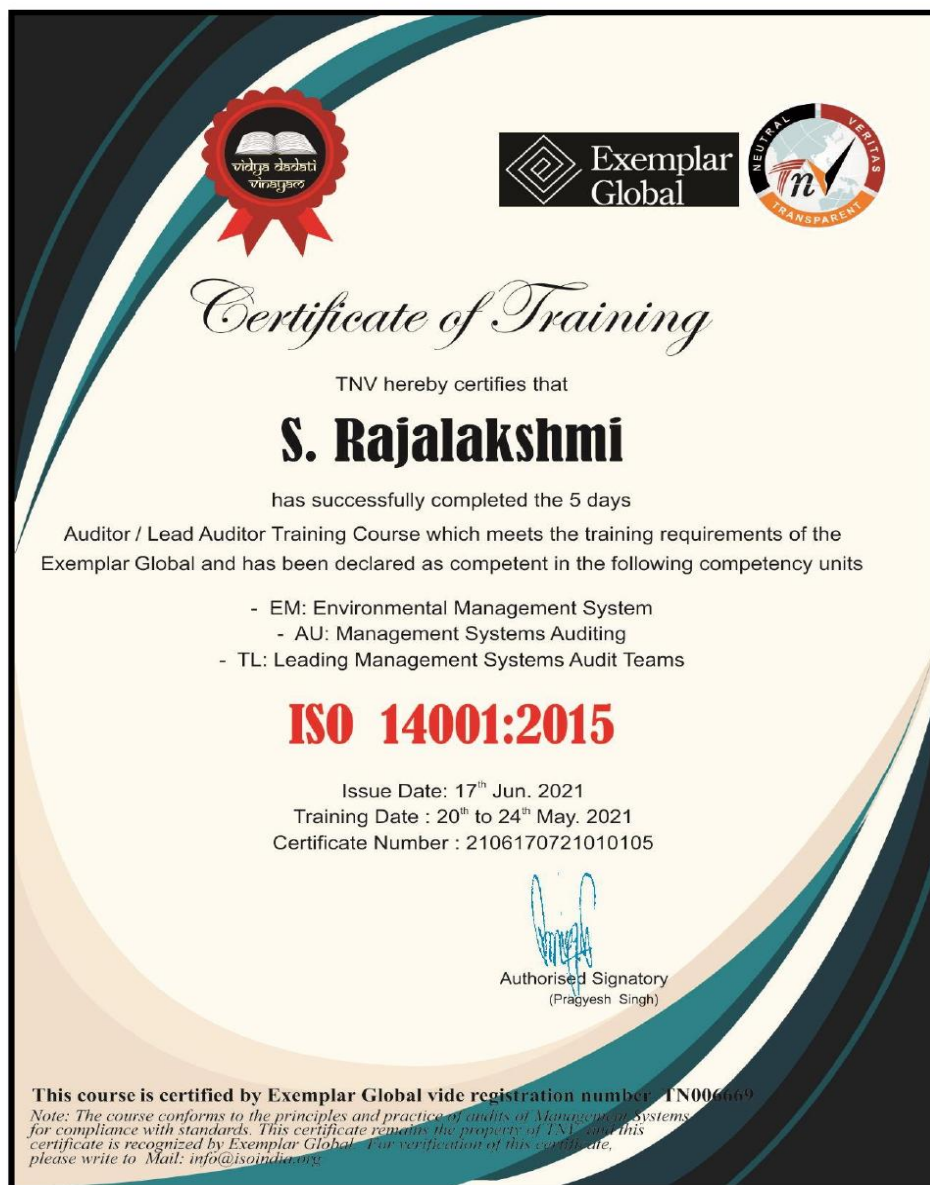 vidya dadati
vinayam
Exemplar
Global
NEUTRAL
VERITAS
TRANSPARENT
TNV
Certificate of Training
TNV hereby certifies that
S. Rajalakshmi
has successfully completed the 5 days
Auditor / Lead Auditor Training Course which meets the training requirements of the
Exemplar Global and has been declared as competent in the following competency units
- EM: Environmental Management System
- AU: Management Systems Auditing
- TL: Leading Management Systems Audit Teams
ISO 14001:2015
Issue Date: 17th Jun. 2021
Training Date : 20th to 24th May. 2021
Certificate Number : 2106170721010105
Authorised Signatory
(Pragyesh Singh)
This course is certified by Exemplar Global vide registration number TN006669
Note: The course conforms to the principles and practice of audits of Management Systems
for compliance with standards. This certificate remains the property of TNV and this
certificate is recognized by Exemplar Global. For verification of this certificate,
please write to Mail: info@isoindia.org